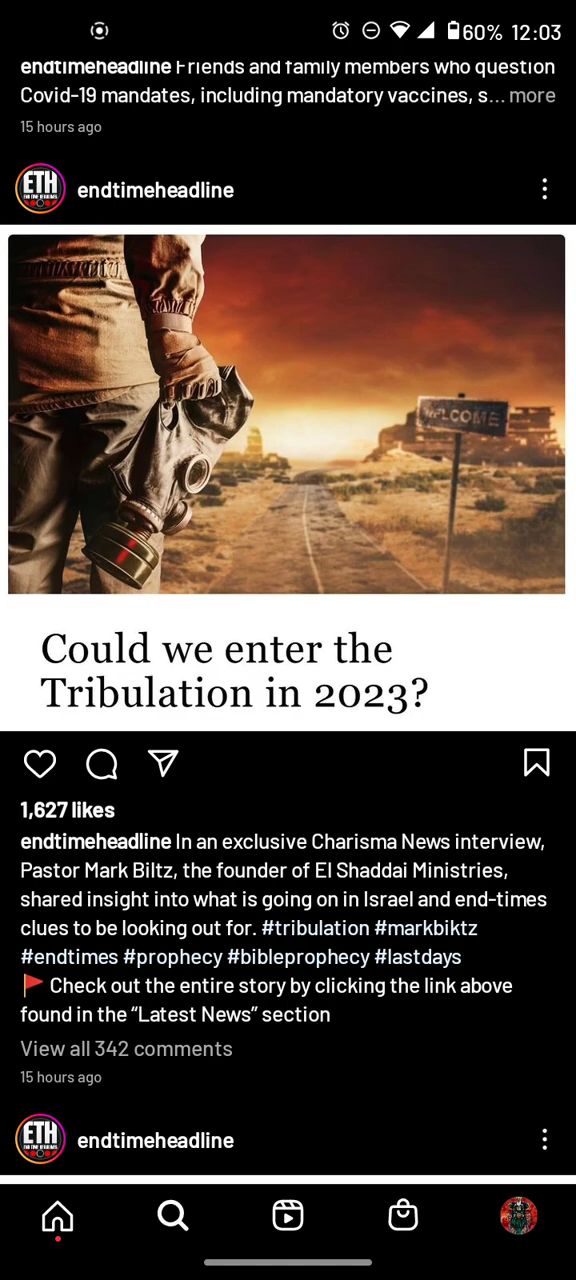 60% 12:03
endtimeheadline Friends and family members who question
Covid-19 mandates, including mandatory vaccines, s... more
15 hours ago
ETH
endtimeheadline
WELCOME
Could we enter the
Tribulation in 2023?
1,627 likes
endtimeheadline In an exclusive Charisma News interview,
Pastor Mark Biltz, the founder of El Shaddai Ministries,
shared insight into what is going on in Israel and end-times
clues to be looking out for. #tribulation #markbiktz
#endtimes #prophecy #bibleprophecy #lastdays
Check out the entire story by clicking the link above
found in the “Latest News” section
View all 342 comments
15 hours ago
ETH
endtimeheadline